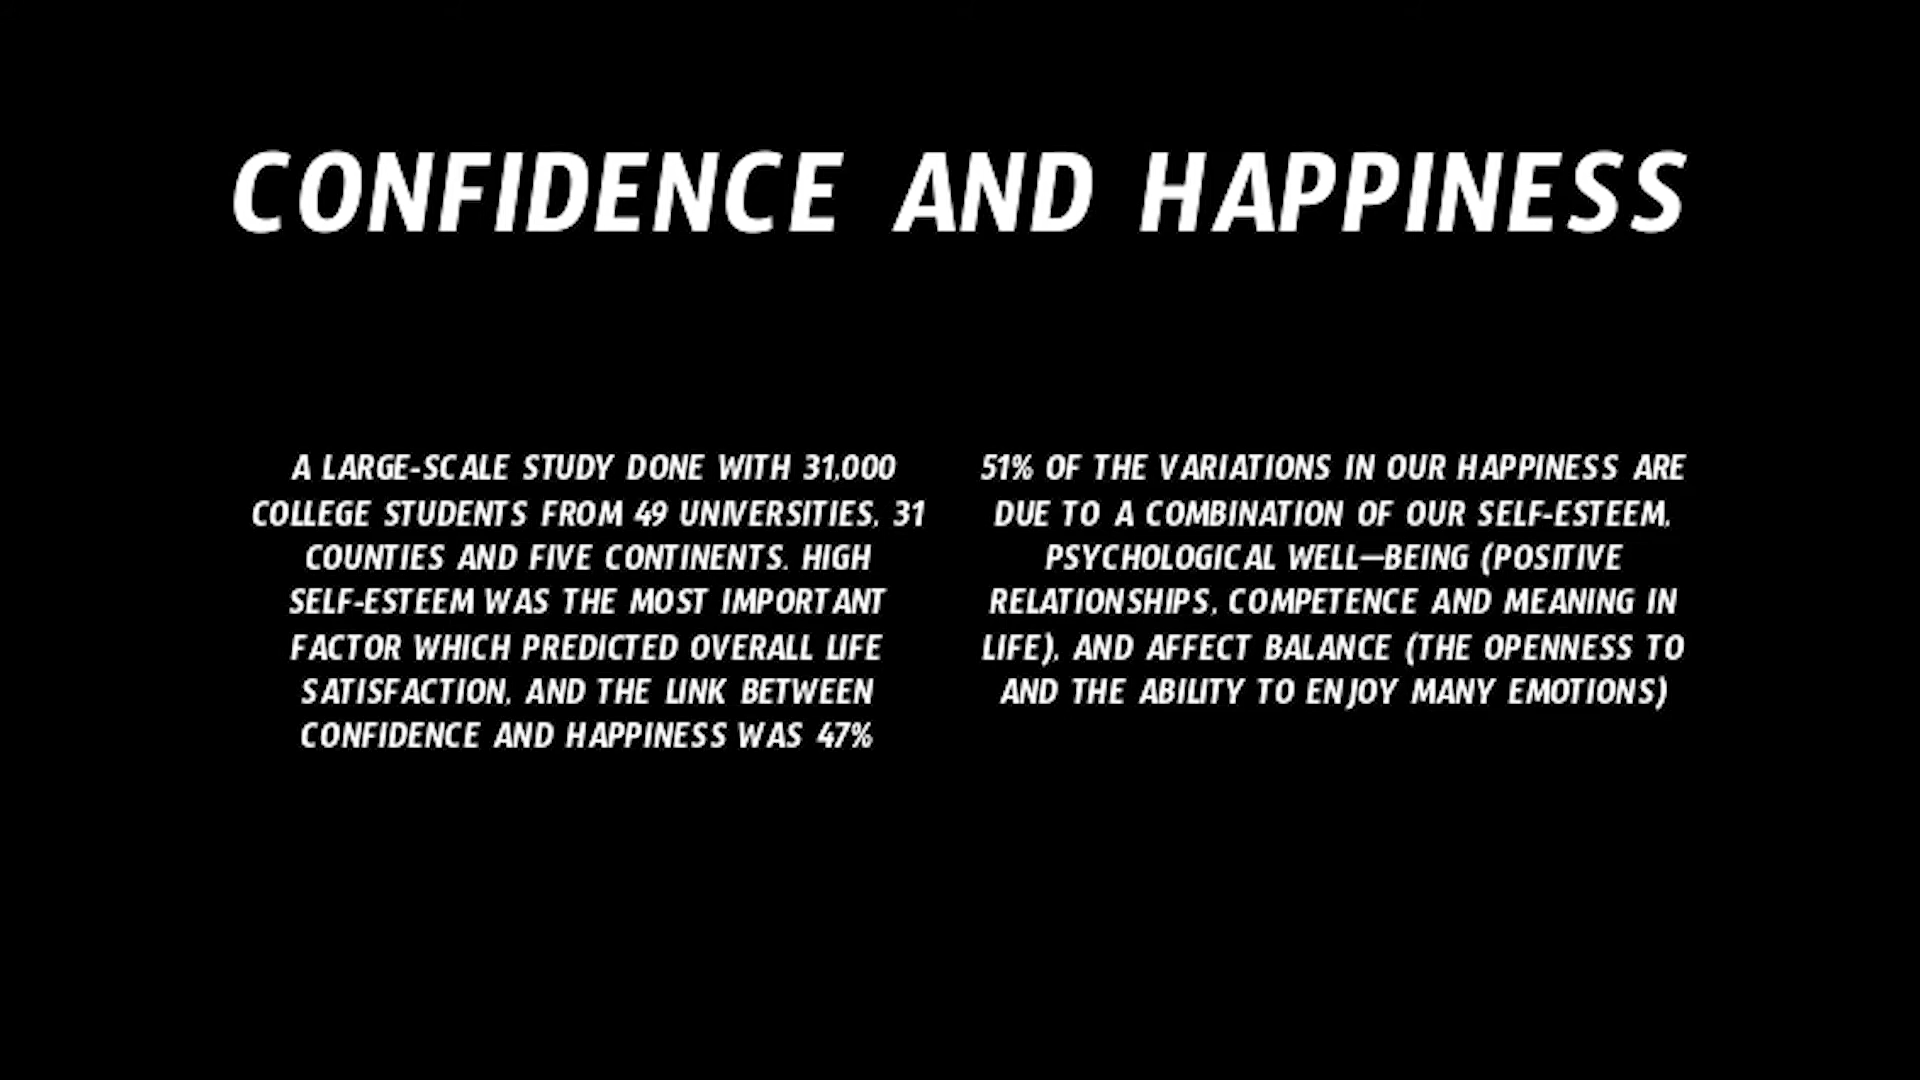 CONFIDENCE AND HAPPINESS
A LARGE-SCALE STUDY DONE WITH 31,000
COLLEGE STUDENTS FROM 49 UNIVERSITIES, 31
COUNTIES AND FIVE CONTINENTS. HIGH
SELF-ESTEEM WAS THE MOST IMPORTANT
FACTOR WHICH PREDICTED OVERALL LIFE
SATISFACTION, AND THE LINK BETWEEN
CONFIDENCE AND HAPPINESS WAS 47%
51% OF THE VARIATIONS IN OUR HAPPINESS ARE
DUE TO A COMBINATION OF OUR SELF-ESTEEM,
PSYCHOLOGICAL WELL—BEING (POSITIVE
RELATIONSHIPS, COMPETENCE AND MEANING IN
LIFE), AND AFFECT BALANCE (THE OPENNESS TO
AND THE ABILITY TO ENJOY MANY EMOTIONS)